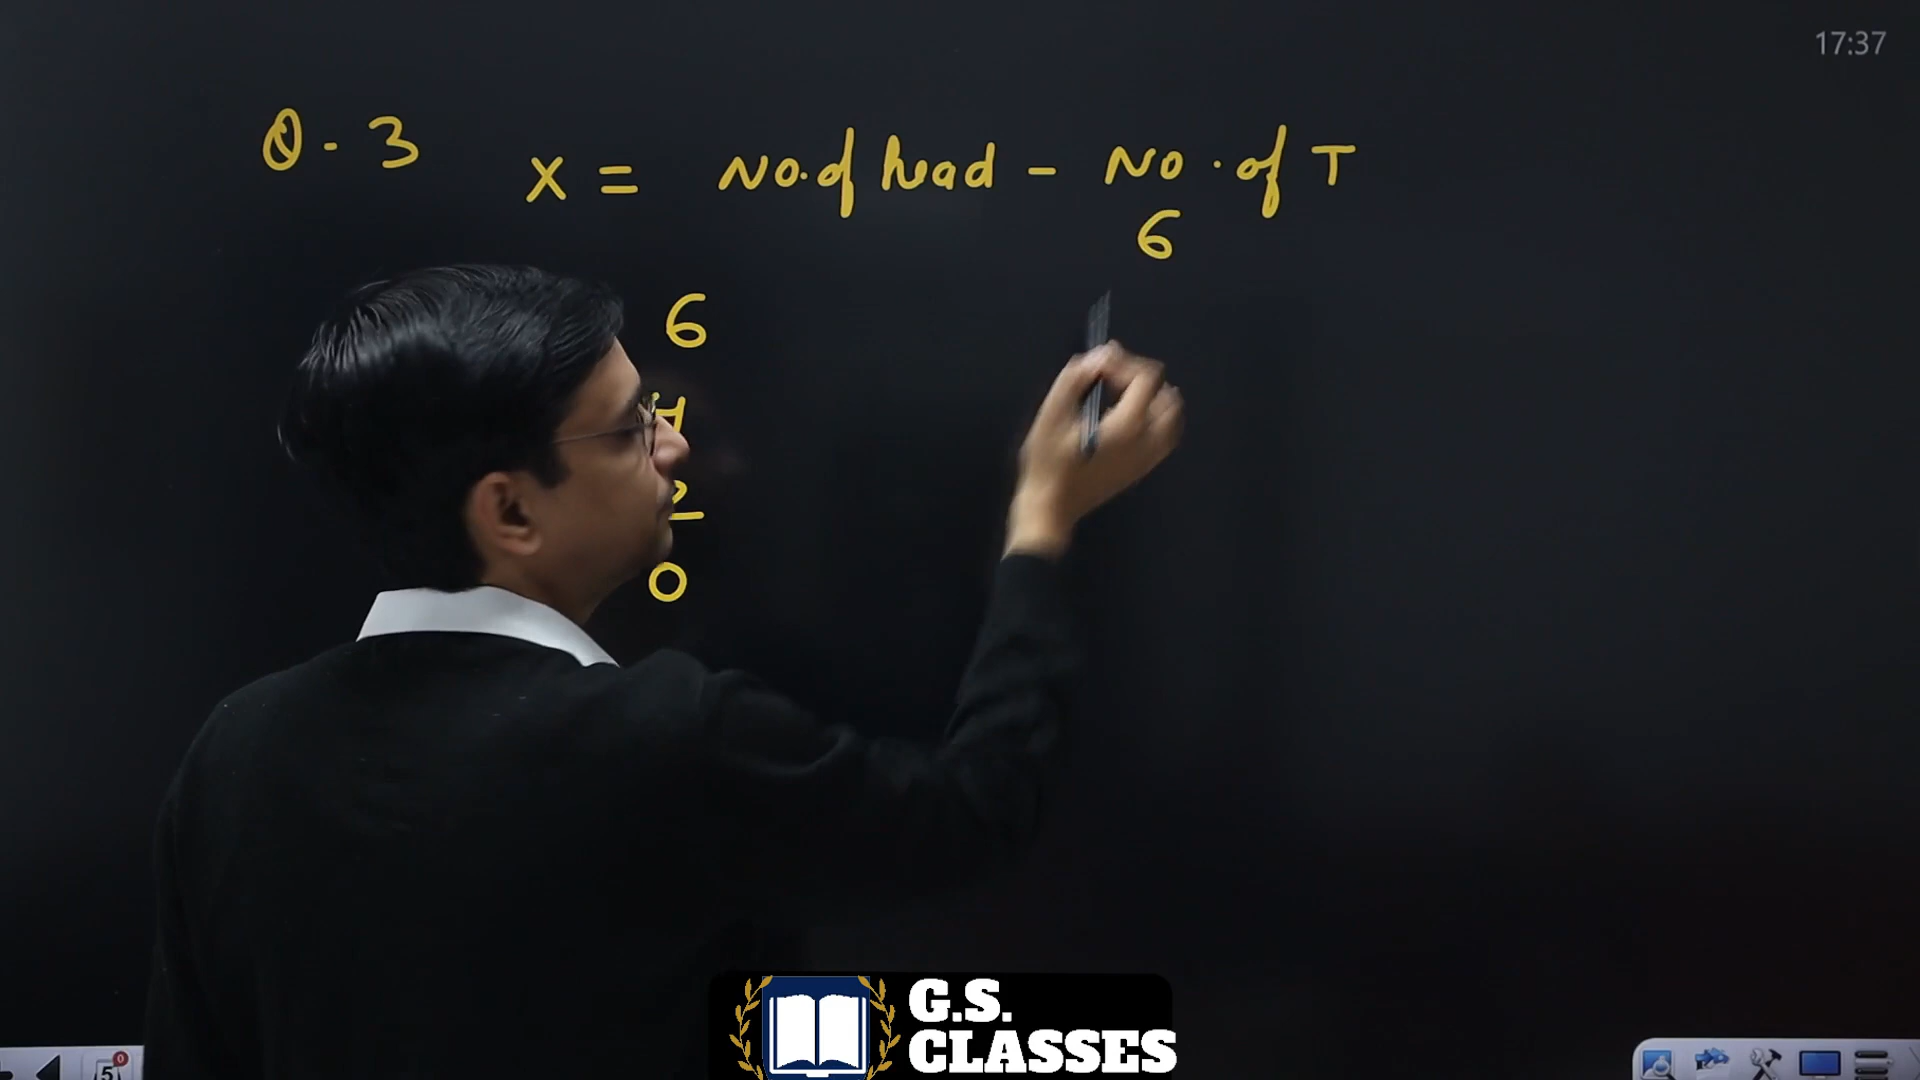 17:37
Q - 3 X = No. of head - No. of T
6
6
0
G.S.
CLASSES